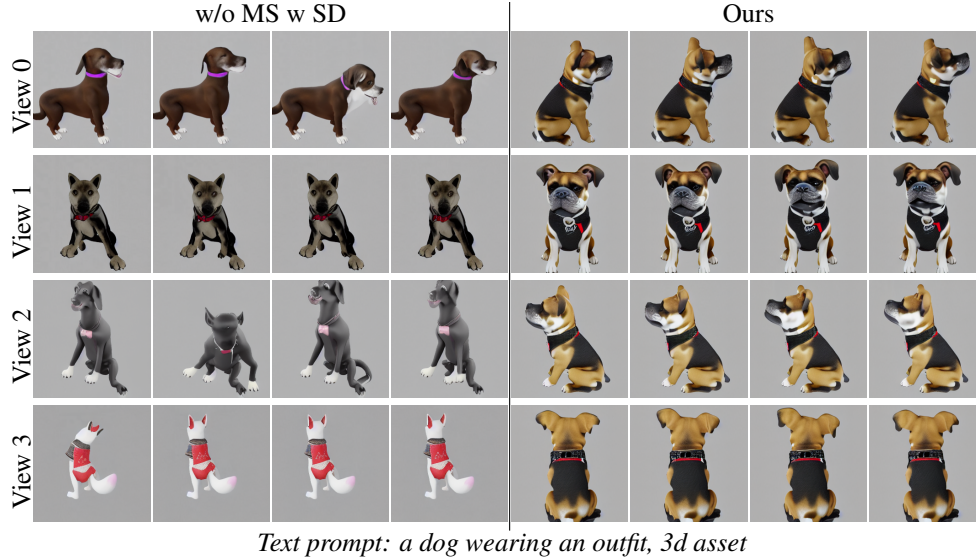 w/o MS w SD
Ours
View 0
View 1
View 2
View 3
Text prompt: a dog wearing an outfit, 3d asset